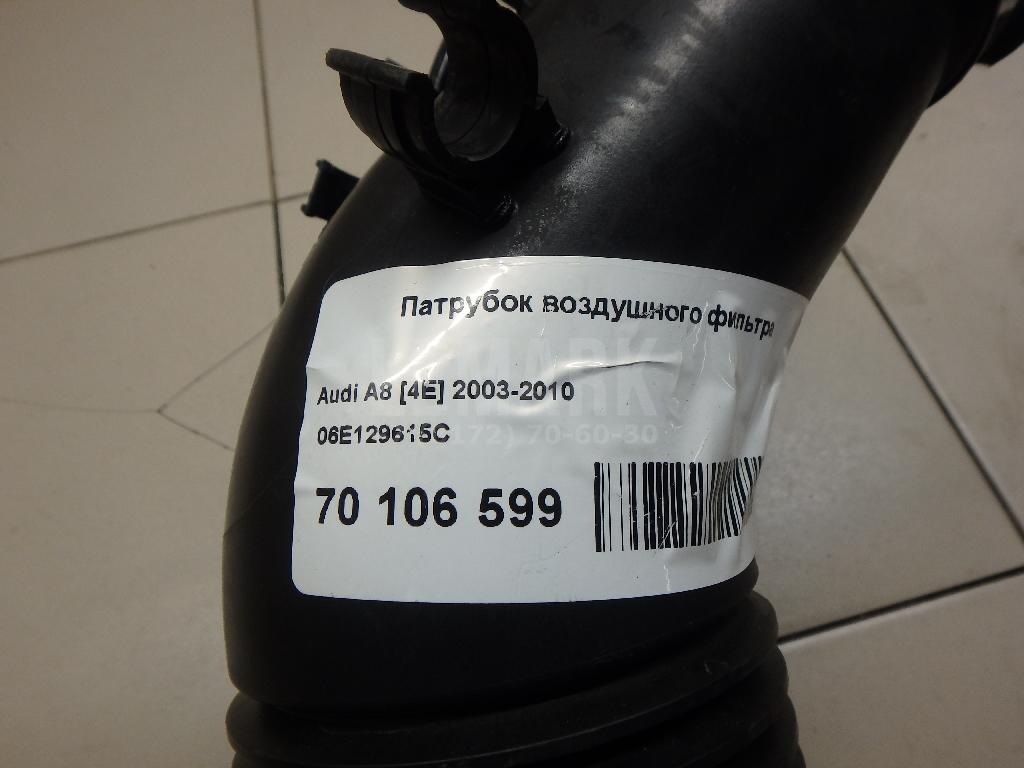 Патрубок воздушного фильтра
Audi A8 [4E] 2003-2010
06E129615C
70 106 599